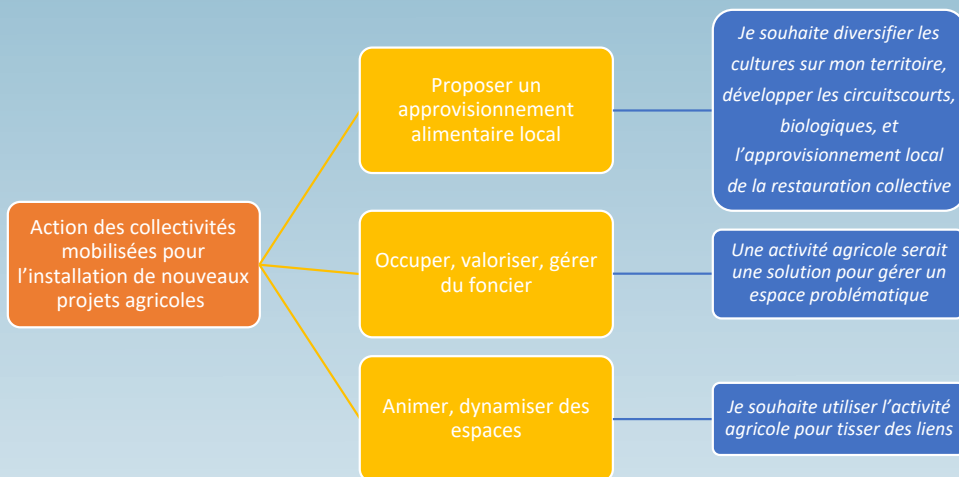 Action des collectivités
mobilisées pour
l'installation de nouveaux
projets agricoles
Proposer un
approvisionnement
alimentaire local
Je souhaite diversifier les
cultures sur mon territoire,
développer les circuitscourts,
biologiques, et
l'approvisionnement local
de la restauration collective
Occuper, valoriser, gérer
du foncier
Une activité agricole serait
une solution pour gérer un
espace problématique
Animer, dynamiser des
espaces
Je souhaite utiliser l'activité
agricole pour tisser des liens